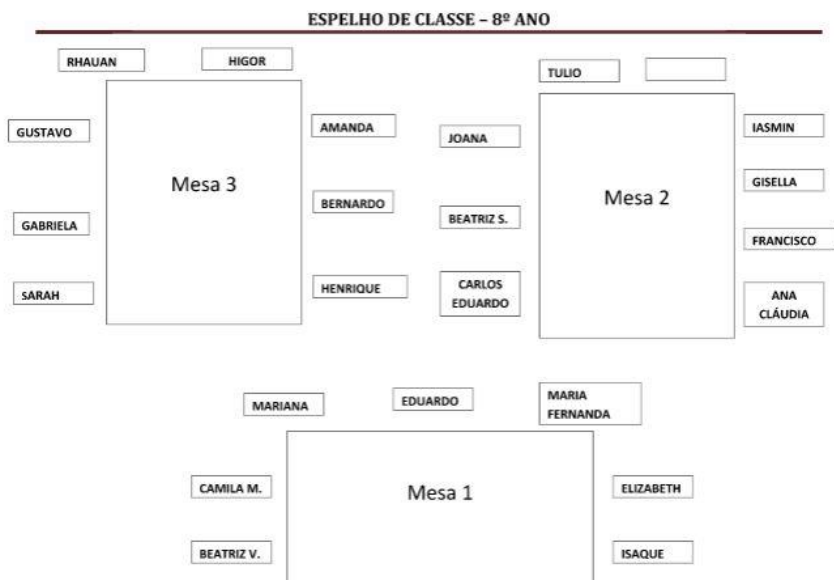 ESPELHO DE CLASSE – 8º ANO
RHAUAN
HIGOR
GUSTAVO
GABRIELA
SARAH
Mesa 3
AMANDA
BERNARDO
HENRIQUE
TULIO
JOANA
BEATRIZ S.
CARLOS
EDUARDO
Mesa 2
IASMIN
GISELLA
FRANCISCO
ANA
CLÁUDIA
MARIANA
EDUARDO
MARIA
FERNANDA
CAMILA M.
BEATRIZ V.
Mesa 1
ELIZABETH
ISAQUE